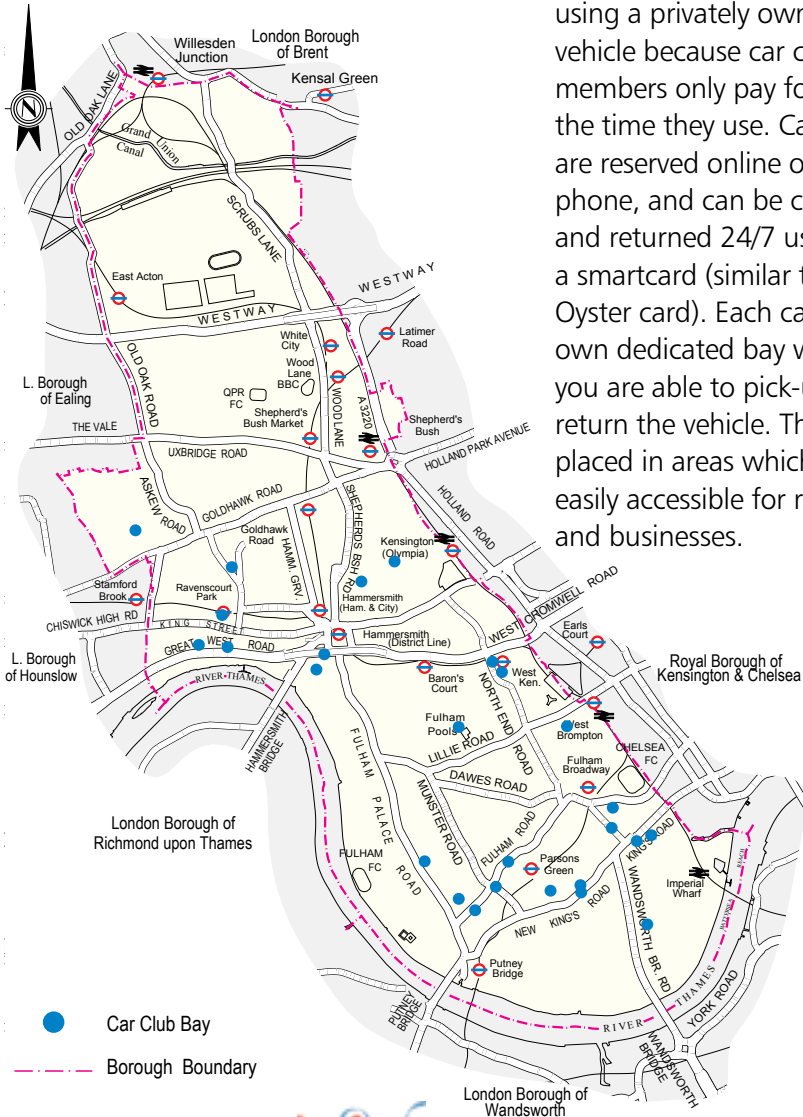 using a privately own
vehicle because car c
members only pay fo
the time they use. Ca
are reserved online o
phone, and can be c
and returned 24/7 us
a smartcard (similar t
Oyster card). Each ca
own dedicated bay w
you are able to pick-u
return the vehicle. Th
placed in areas which
easily accessible for r
and businesses.
Willesden
Junction
London Borough
of Brent
Kensal Green
OLD OAK LANE
N
Grand Union
Canal
SCRUBS LANE
East Acton
WESTWAY
WESTWAY
White
City
Latimer
Road
Wood
Lane
BBC
OLD OAK ROAD
L. Borough
of Ealing
QPR
FC
WOOD LANE
A 3220
Shepherd's
Bush Market
Shepherd's
Bush
THE VALE
UXBRIDGE ROAD
HOLLAND PARK AVENUE
ASKEW ROAD
GOLDHAWK ROAD
SHEPHERDS BSH RD
HOLLAND ROAD
Goldhawk
Road
HAMM. GRV.
Kensington
(Olympia)
Stamford
Brook
Ravenscourt
Park
Hammersmith
(Ham. & City)
CHISWICK HIGH RD
KING STREET
WEST CROMWELL ROAD
Earls
Court
GREAT WEST ROAD
Hammersmith
(District Line)
L. Borough
of Hounslow
RIVER THAMES
Baron's
Court
West
Ken.
Royal Borough of
Kensington & Chelsea
HAMMERSMITH
BRIDGE
NORTH END ROAD
Fulham
Pools
West
Brompton
LILLIE ROAD
CHELSEA
FC
FULHAM PALACE ROAD
Fulham
Broadway
DAWES ROAD
MUNSTER ROAD
London Borough of
Richmond upon Thames
FULHAM ROAD
KING'S ROAD
FULHAM
FC
Parsons
Green
Imperial
Wharf
WANDSWORTH BR. RD
NEW KING'S ROAD
Putney
Bridge
PUTNEY
BRIDGE
RIVER THAMES
YORK ROAD
WANDSWORTH
BRIDGE
Car Club Bay
Borough Boundary
London Borough of
Wandsworth